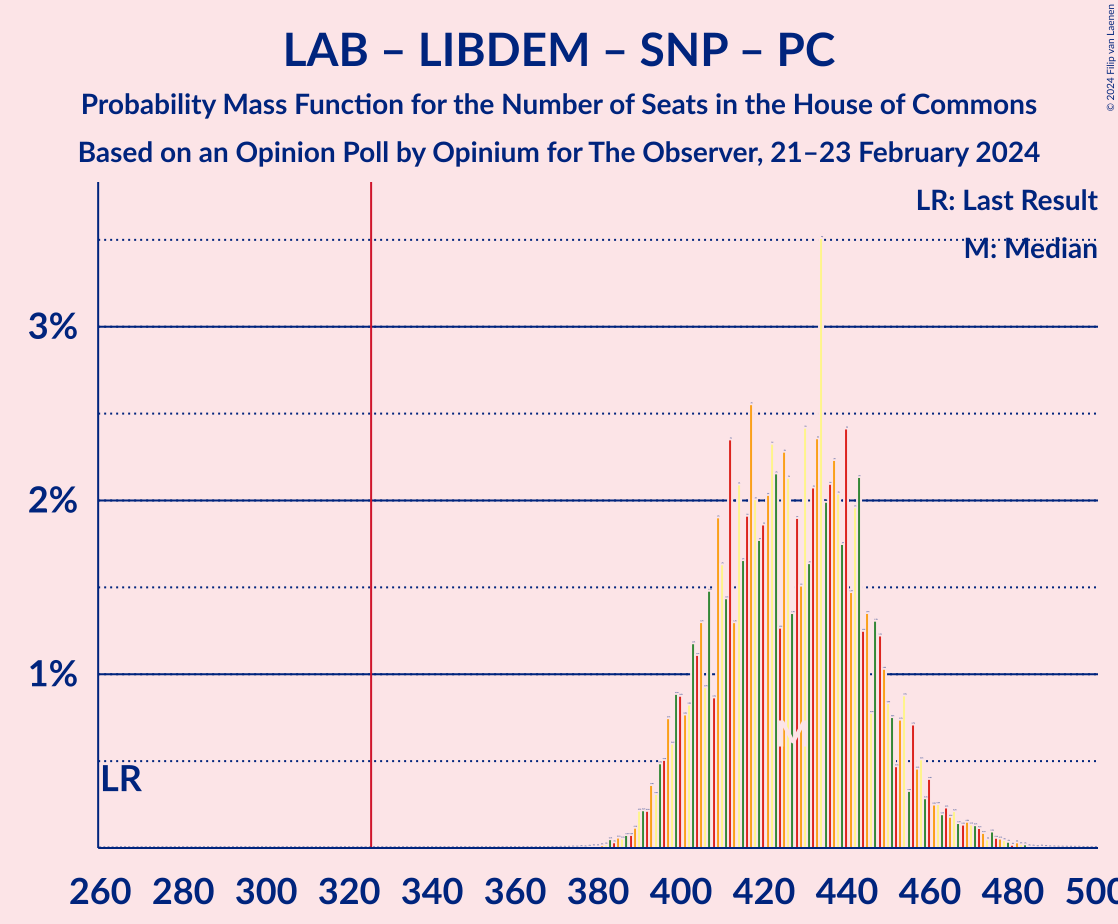 LAB – LIBDEM – SNP – PC
Probability Mass Function for the Number of Seats in the House of Commons
Based on an Opinion Poll by Opinium for The Observer, 21–23 February 2024
© 2024 Filip van Laenen
LR: Last Result
M: Median
3%
2%
1%
LR
M
260 280 300 320 340 360 380 400 420 440 460 480 500